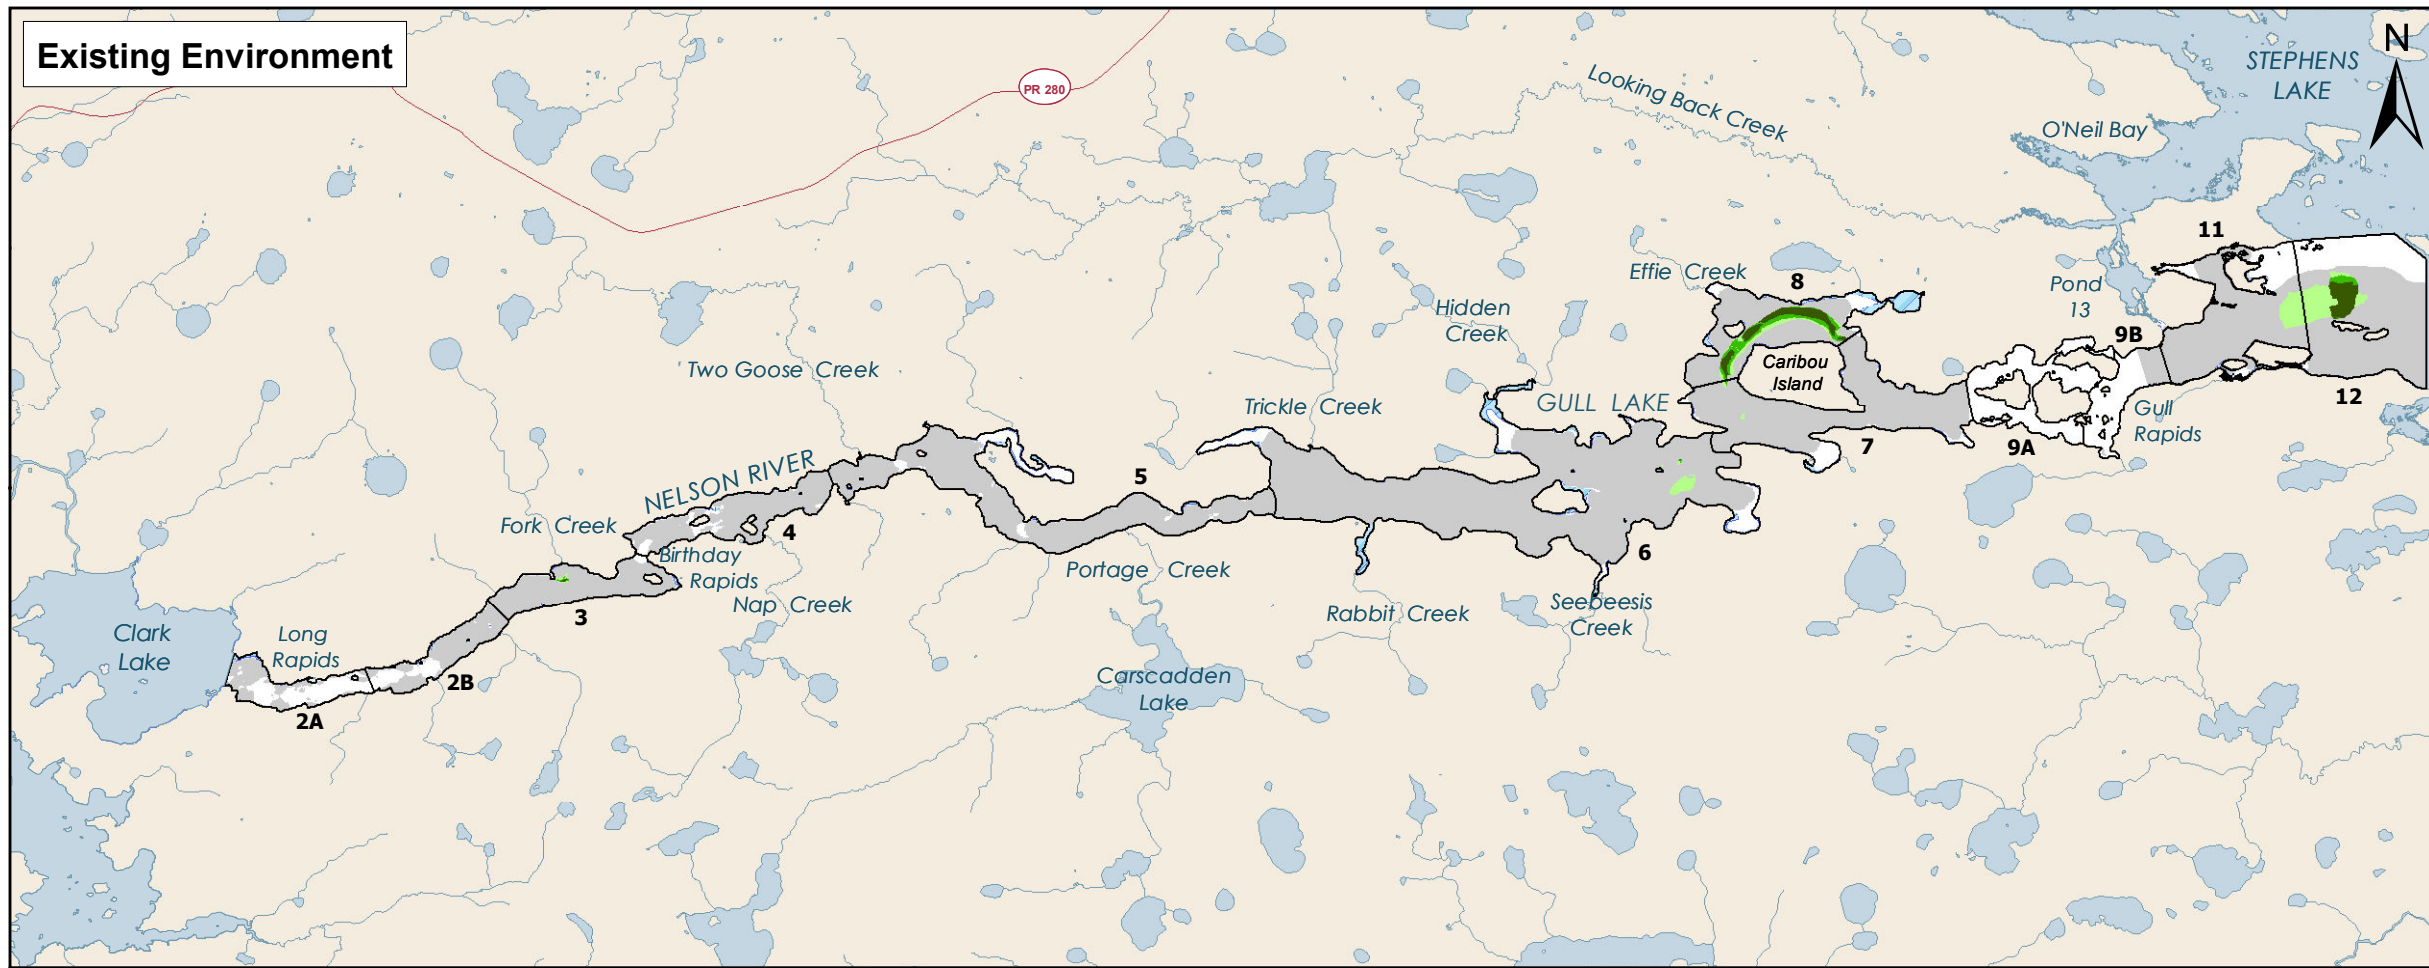 Existing Environment
N
STEPHENS
LAKE
PR 280
Looking Back Creek
O'Neil Bay
11
Effie Creek
8
Pond
13
Hidden
Creek
9B
Caribou
Island
Two Goose Creek
12
Trickle Creek
GULL LAKE
Gull
Rapids
7
9A
NELSON RIVER
5
Fork Creek
4
Birthday
Rapids
6
Portage Creek
Nap Creek
3
Rabbit Creek
Seebeesis
Creek
Clark
Lake
Long
Rapids
2B
Carscadden
Lake
2A